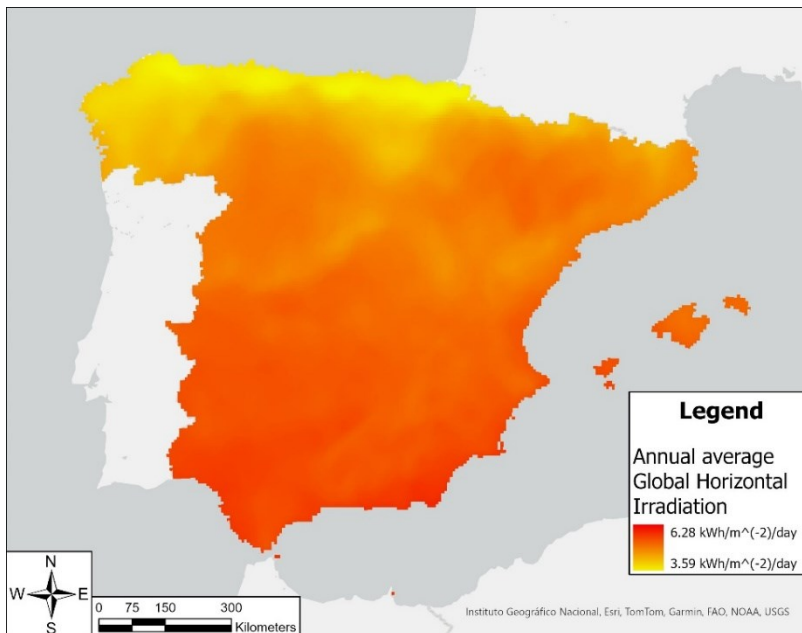 Legend
Annual average
Global Horizontal
Irradiation
6.28 kWh/m^(-2)/day
3.59 kWh/m^(-2)/day
N
W E
S
0 75 150 300
Kilometers
Instituto Geográfico Nacional, Esri, TomTom, Garmin, FAO, NOAA, USGS